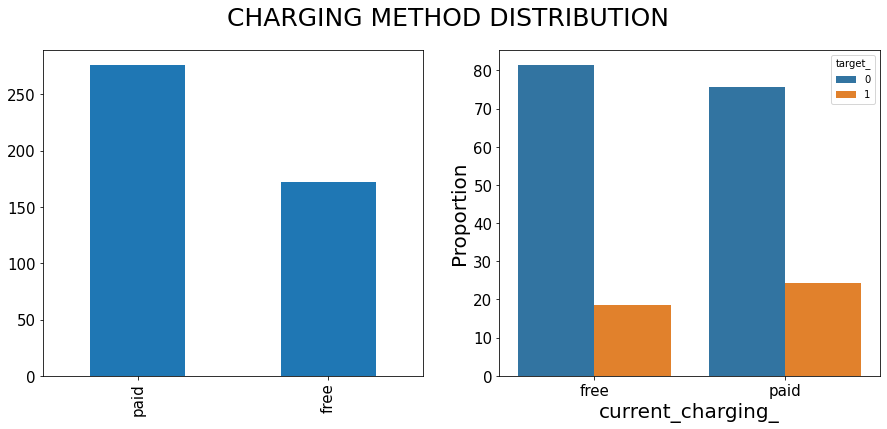 CHARGING METHOD DISTRIBUTION
250
200
150
100
50
0
paid
free
Proportion
80
70
60
50
40
30
20
10
0
target_
0
1
free
paid
current_charging_